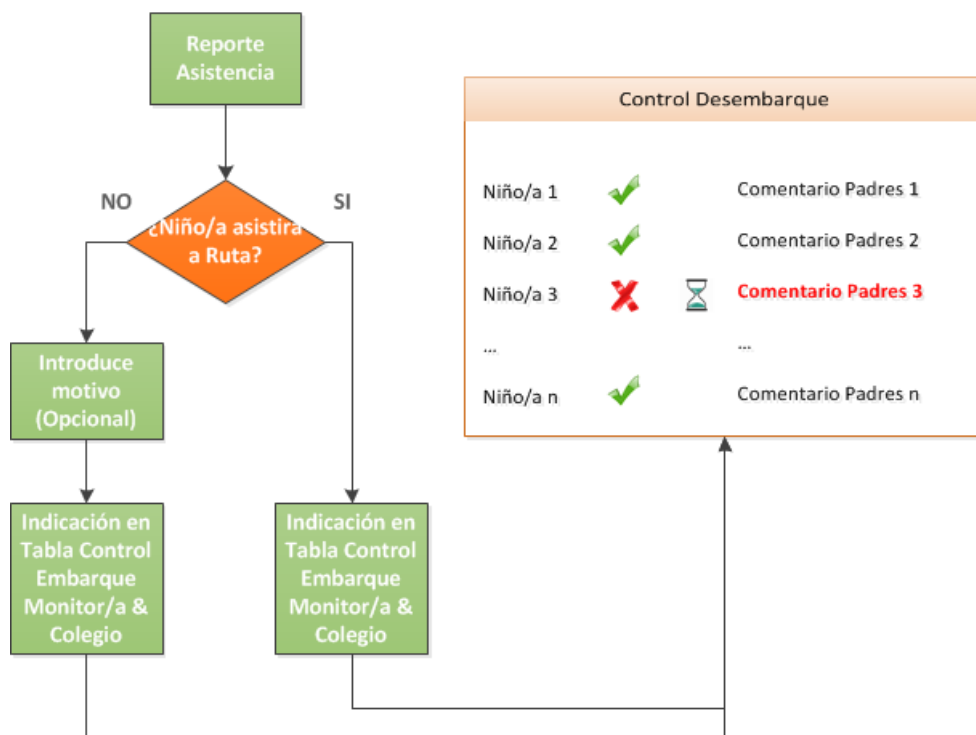 Reporte
Asistencia
NO
SI
¿Niño/a asistira
a Ruta?
Introduce
motivo
(Opcional)
Indicación en
Tabla Control
Embarque
Monitor/a &
Colegio
Indicación en
Tabla Control
Embarque
Monitor/a &
Colegio
Control Desembarque
Niño/a 1 Comentario Padres 1
Niño/a 2 Comentario Padres 2
Niño/a 3 Comentario Padres 3
... ...
Niño/a n Comentario Padres n